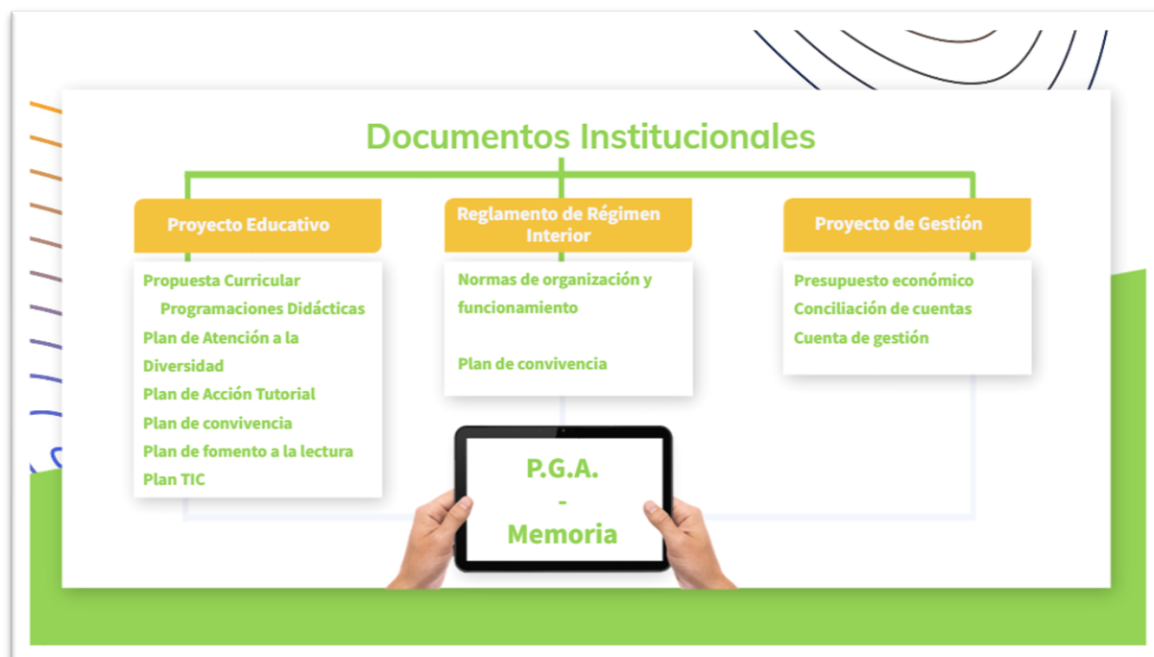 Documentos Institucionales
Proyecto Educativo
Propuesta Curricular
Programaciones Didácticas
Plan de Atención a la
Diversidad
Plan de Acción Tutorial
Plan de convivencia
Plan de fomento a la lectura
Plan TIC
Reglamento de Régimen
Interior
Normas de organización y
funcionamiento
Plan de convivencia
Proyecto de Gestión
Presupuesto económico
Conciliación de cuentas
Cuenta de gestión
P.G.A.
-
Memoria